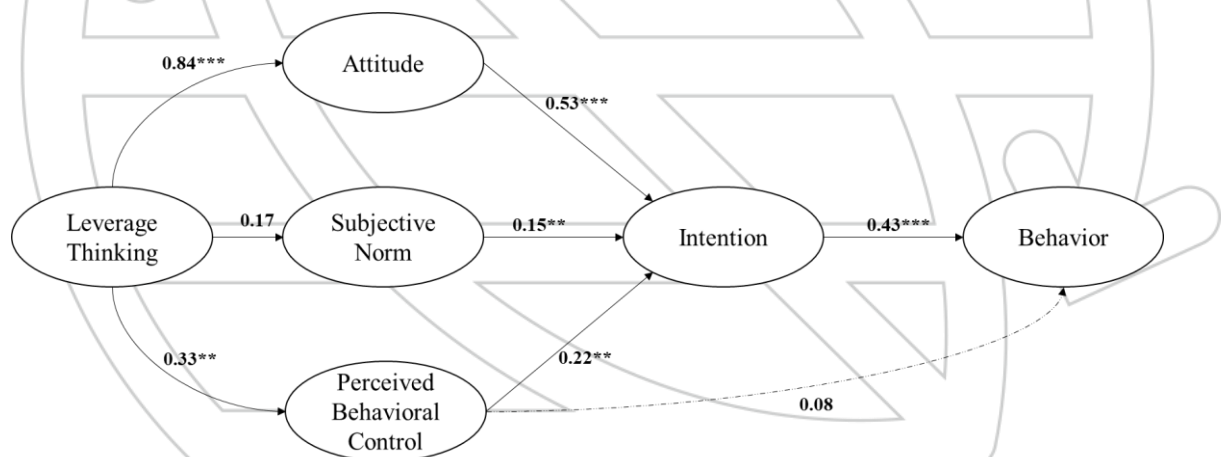 0.84***
Attitude
0.53***
Leverage
Thinking
0.17
Subjective
Norm
0.15**
Intention
0.43***
Behavior
0.33**
0.22**
Perceived
Behavioral
Control
0.08